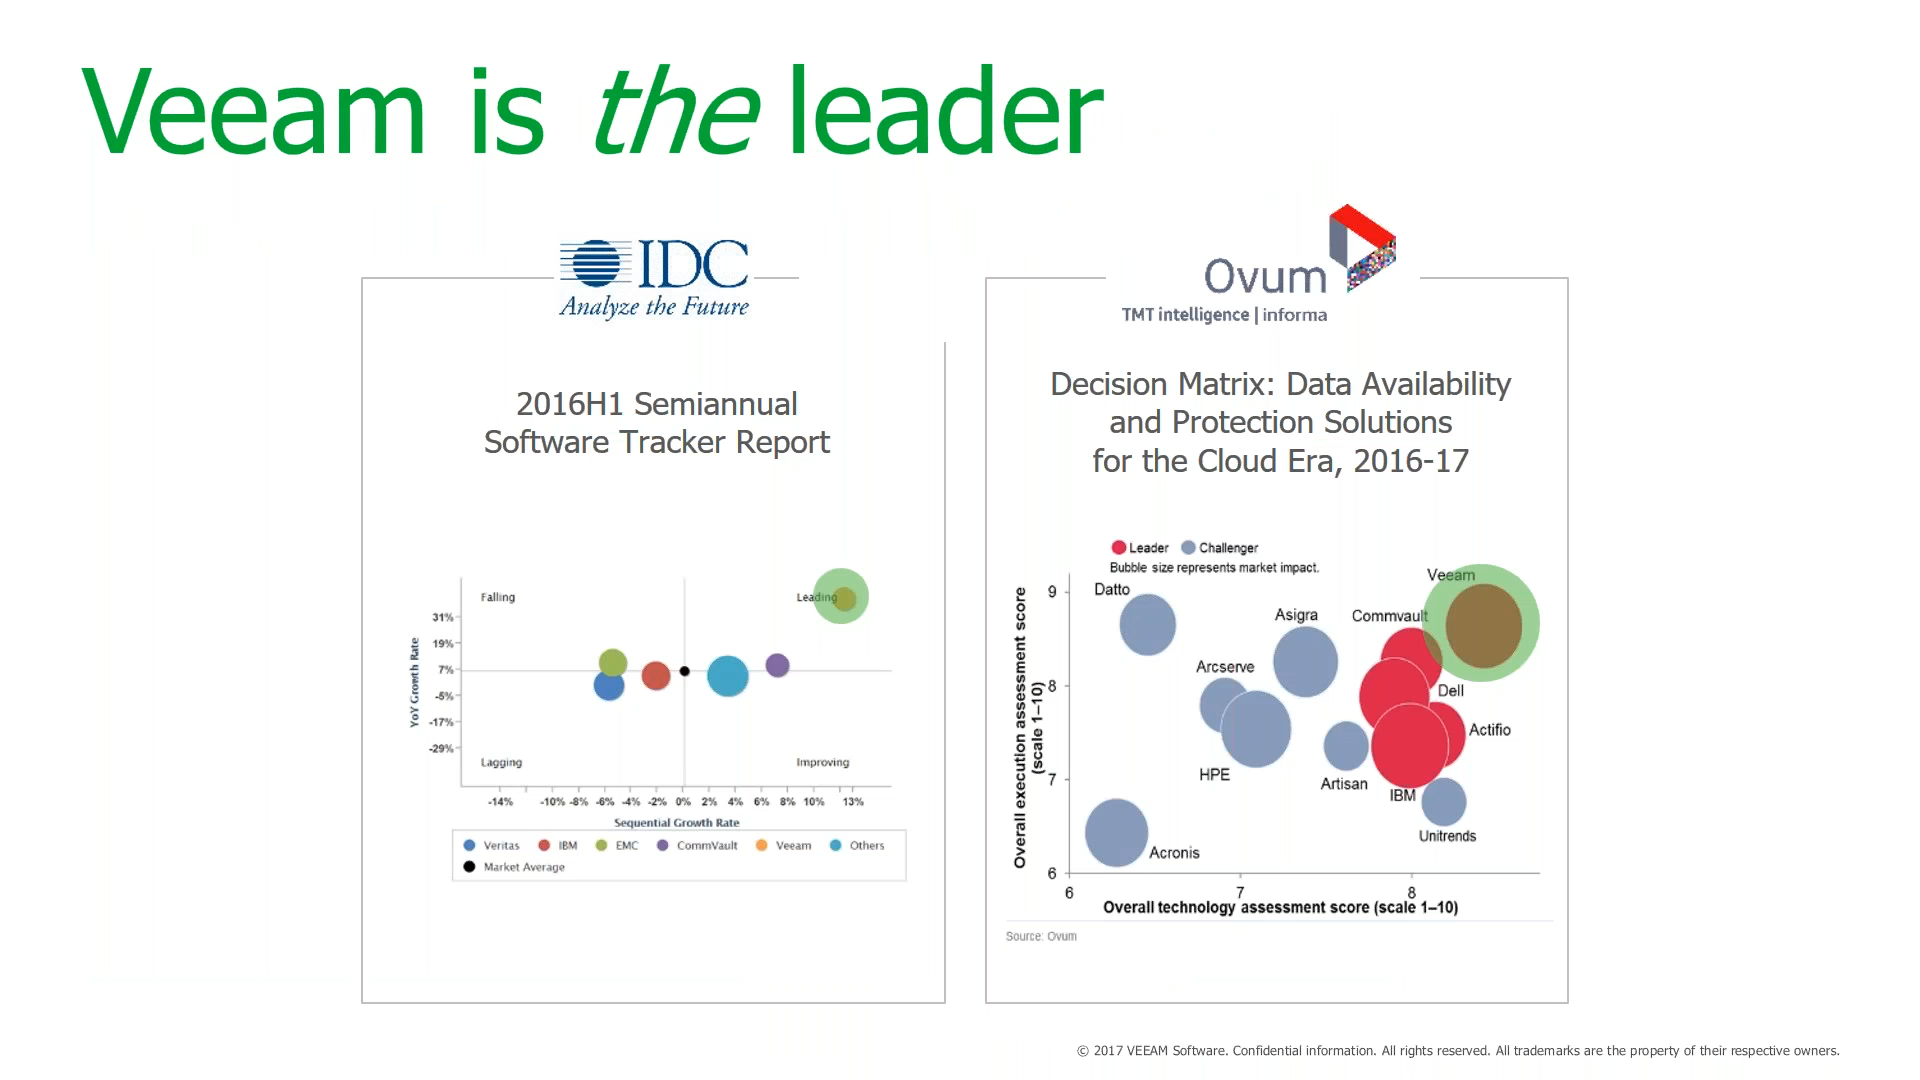 Veeam is the leader
IDC
Analyze the Future
2016H1 Semiannual
Software Tracker Report
Falling
Leading
31%
19%
7%
-5%
-17%
-29%
YoY Growth Rate
Lagging
Improving
-14% -10% -8% -6% -4% -2% 0% 2% 4% 6% 8% 10% 13%
Sequential Growth Rate
Veritas IBM EMC CommVault Veeam Others
Market Average
Ovum
TMT intelligence | informa
Decision Matrix: Data Availability
and Protection Solutions
for the Cloud Era, 2016-17
Leader Challenger
Bubble size represents market impact.
Veeam
Datto
Asigra
Commvault
Arcserve
Dell
Actifio
HPE
Artisan
IBM
Unitrends
Acronis
9
8
7
6
Overall execution assessment score
(scale 1–10)
6 7 8
Overall technology assessment score (scale 1–10)
Source: Ovum
© 2017 VEEAM Software. Confidential information. All rights reserved. All trademarks are the property of their respective owners.